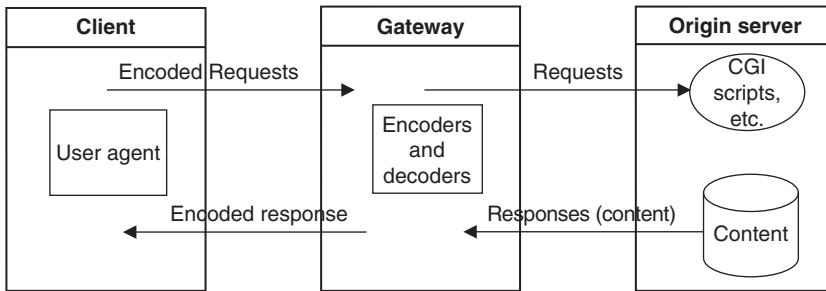 Client
Gateway
Origin server
Encoded Requests
Requests
CGI
scripts,
etc.
User agent
Encoders
and
decoders
Encoded response
Responses (content)
Content